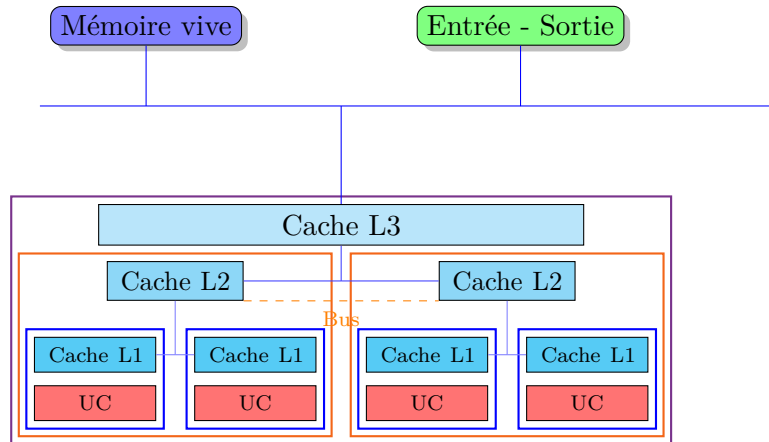 Mémoire vive
Entrée - Sortie
Cache L3
Cache L2
Cache L2
Bus
Cache L1
Cache L1
Cache L1
Cache L1
UC
UC
UC
UC